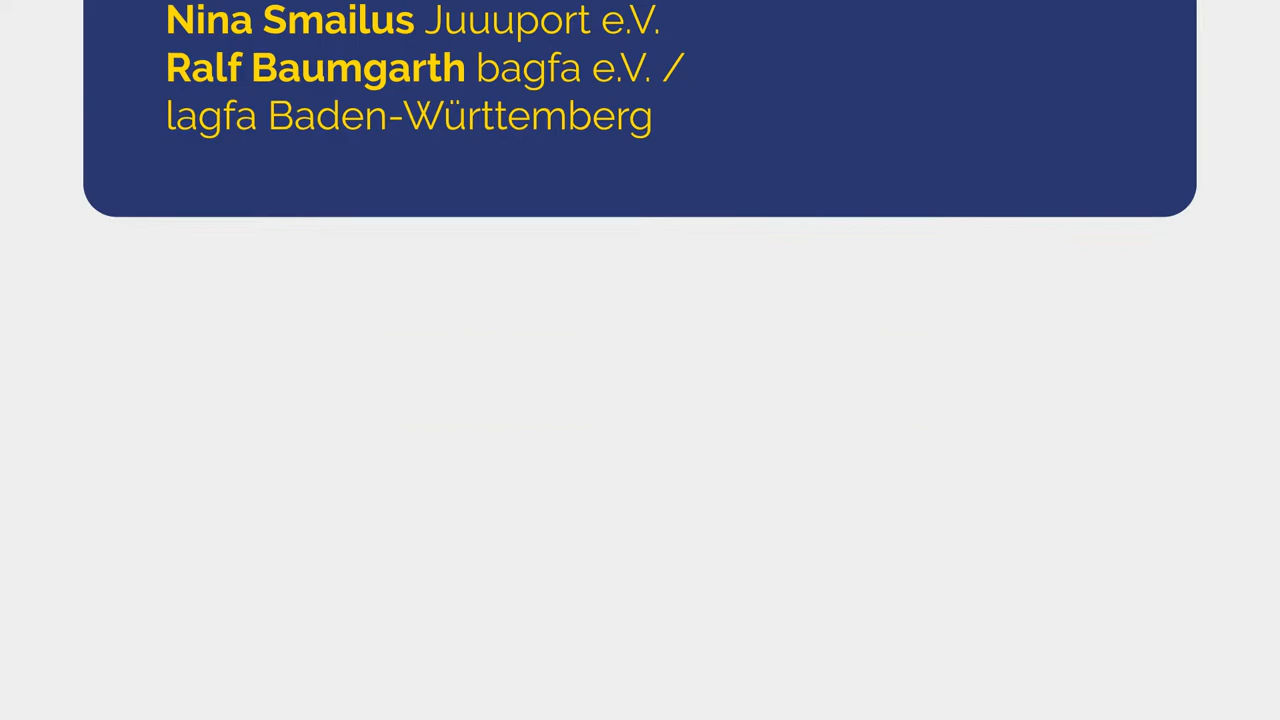 Nina Smailus Juuuport e.V.
Ralf Baumgarth bagfa e.V. /
lagfa Baden-Württemberg